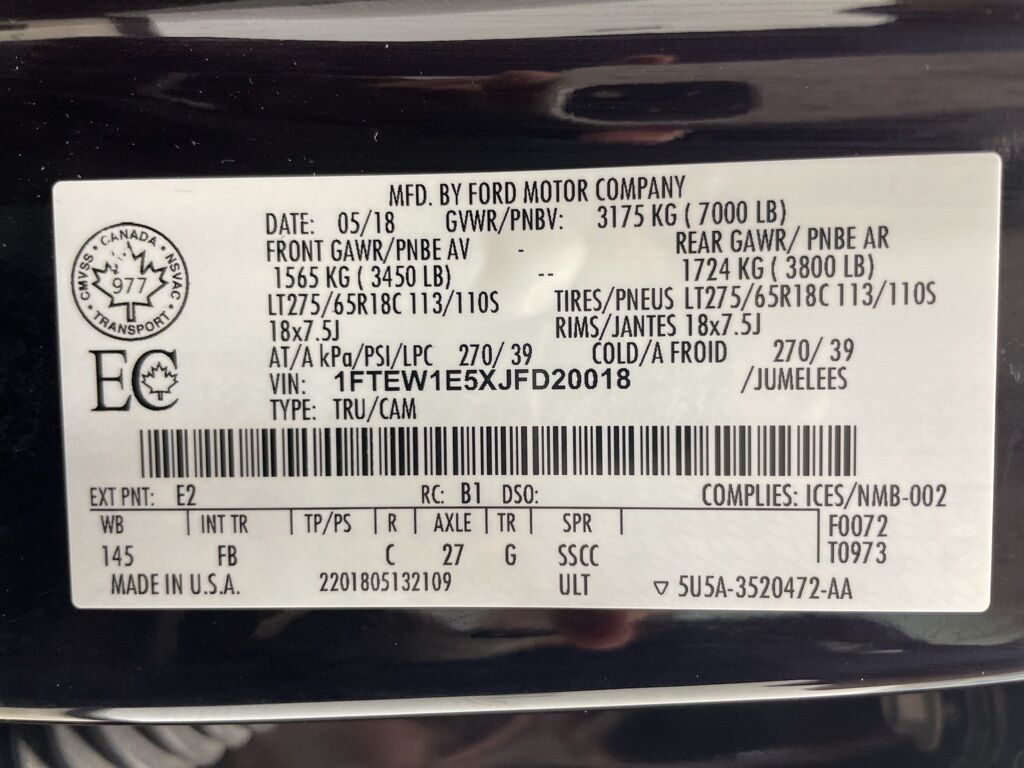 MFD. BY FORD MOTOR COMPANY
DATE: 05/18 GVWR/PNBV: 3175 KG ( 7000 LB)
FRONT GAWR/PNBE AV - REAR GAWR/ PNBE AR
1565 KG ( 3450 LB) -- 1724 KG ( 3800 LB)
LT275/65R18C 113/110S TIRES/PNEUS LT275/65R18C 113/110S
18x7.5J RIMS/JANTES 18x7.5J
AT/A kPa/PSI/LPC 270/ 39 COLD/A FROID 270/ 39
VIN: 1FTEW1E5XJFD20018 /JUMELEES
TYPE: TRU/CAM
CANADA
CMVSS NSVAC
977
TRANSPORT
EC
EXT PNT: E2 RC: B1 DSO: COMPLIES: ICES/NMB-002
WB INT TR TP/PS R AXLE TR SPR F0072
145 FB C 27 G SSCC T0973
MADE IN U.S.A. 2201805132109 ULT ▽ 5U5A-3520472-AA